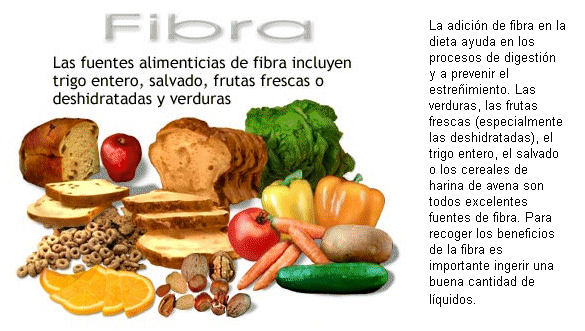 Fibra
Las fuentes alimenticias de fibra incluyen
trigo entero, salvado, frutas frescas o
deshidratadas y verduras
La adición de fibra en la
dieta ayuda en los
procesos de digestión
y a prevenir el
estreñimiento. Las
verduras, las frutas
frescas (especialmente
las deshidratadas), el
trigo entero, el salvado
o los cereales de
harina de avena son
todos excelentes
fuentes de fibra. Para
recoger los beneficios
de la fibra es
importante ingerir una
buena cantidad de
líquidos.